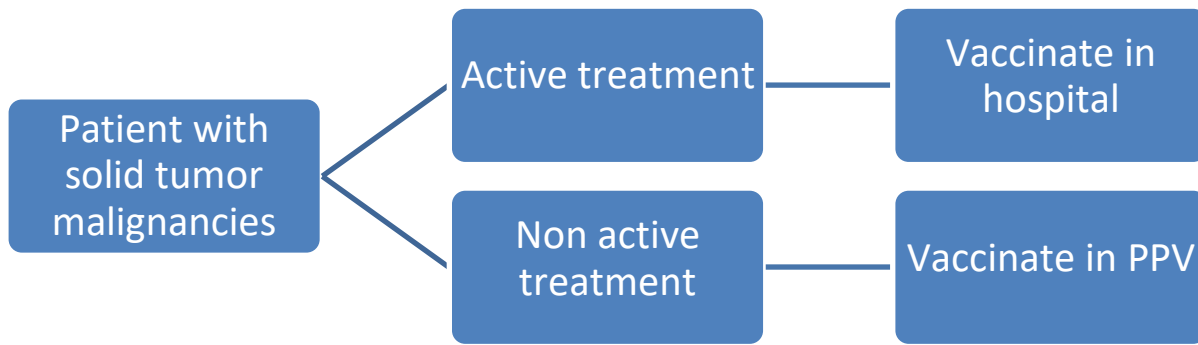 Patient with
solid tumor
malignancies
Active treatment
Vaccinate in
hospital
Non active
treatment
Vaccinate in PPV